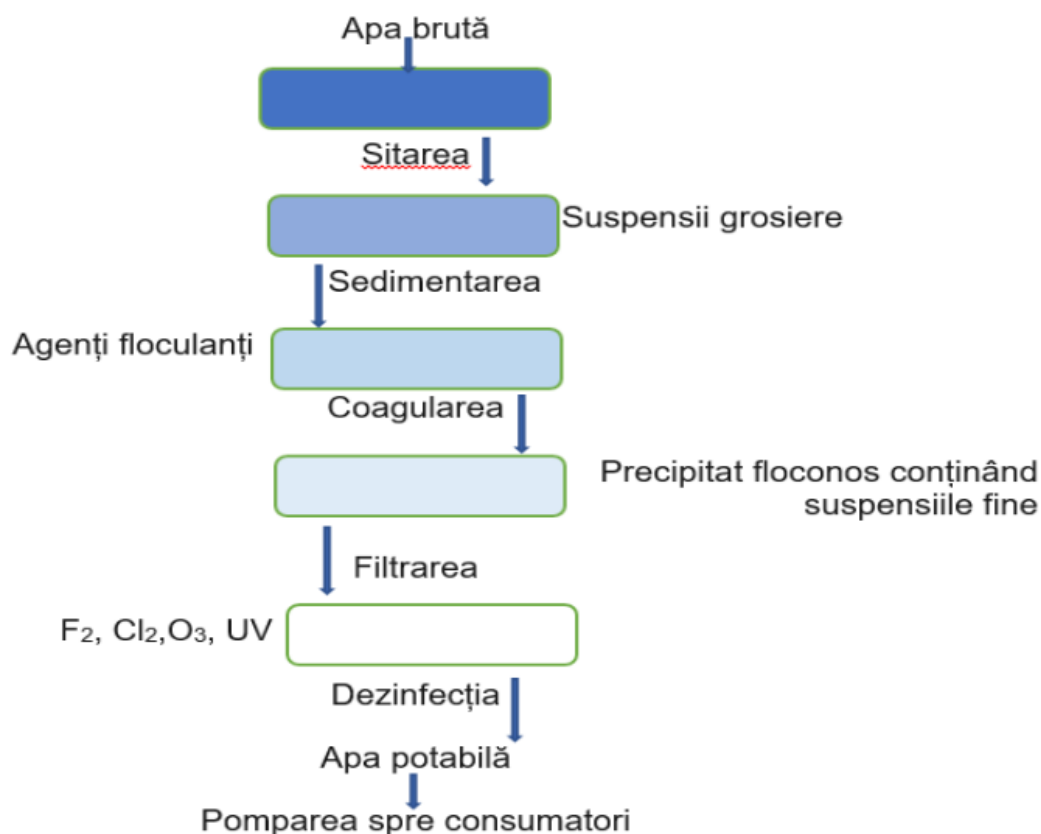 Apa brută
Sitarea
Suspensii grosiere
Sedimentarea
Agenți floculanți
Coagularea
Precipitat floconos conținând
suspensiile fine
Filtrarea
F₂, Cl₂,O₃, UV
Dezinfecția
Apa potabilă
Pomparea spre consumatori